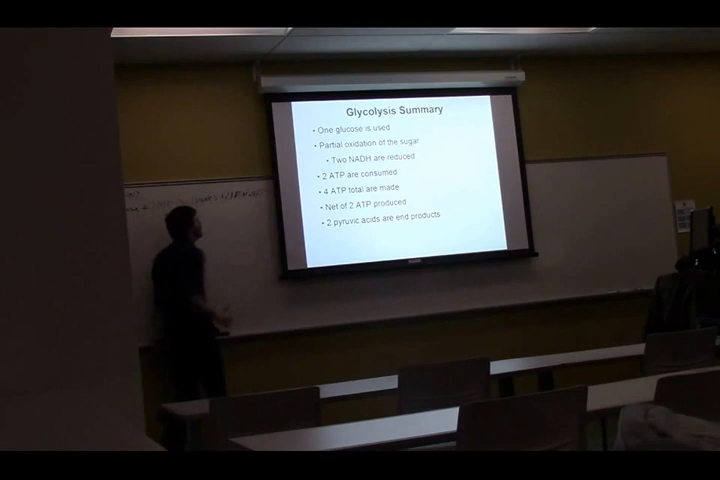 Glycolysis Summary
• One glucose is used
• Partial oxidation of the sugar
• Two NADH are reduced
• 2 ATP are consumed
• 4 ATP total are made
• Net of 2 ATP produced
• 2 pyruvic acids are end products